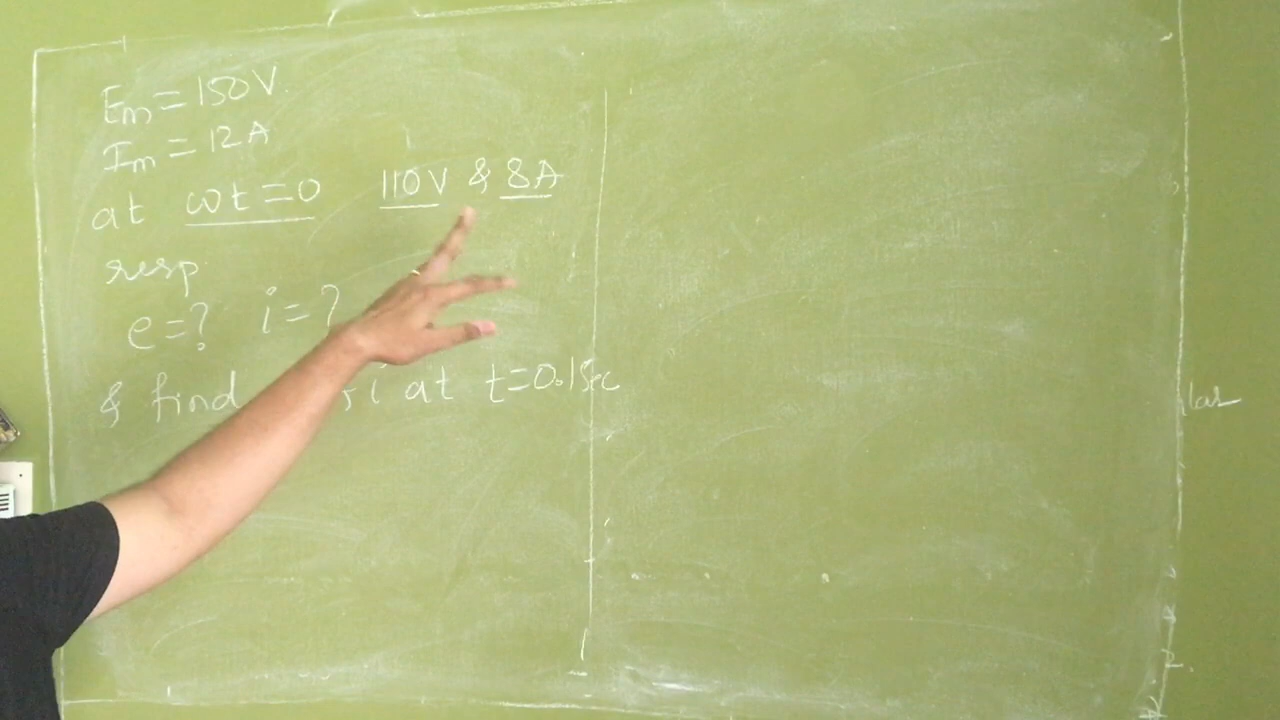 Em = 150V.
Im = 12A
at ωt=0 110V & 8A
resp.
e=? i=?
& find i at t=0.1sec